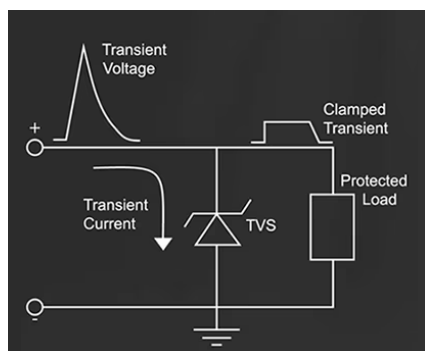 Transient
Voltage
Clamped
Transient
+
Protected
Load
Transient
Current
TVS
-